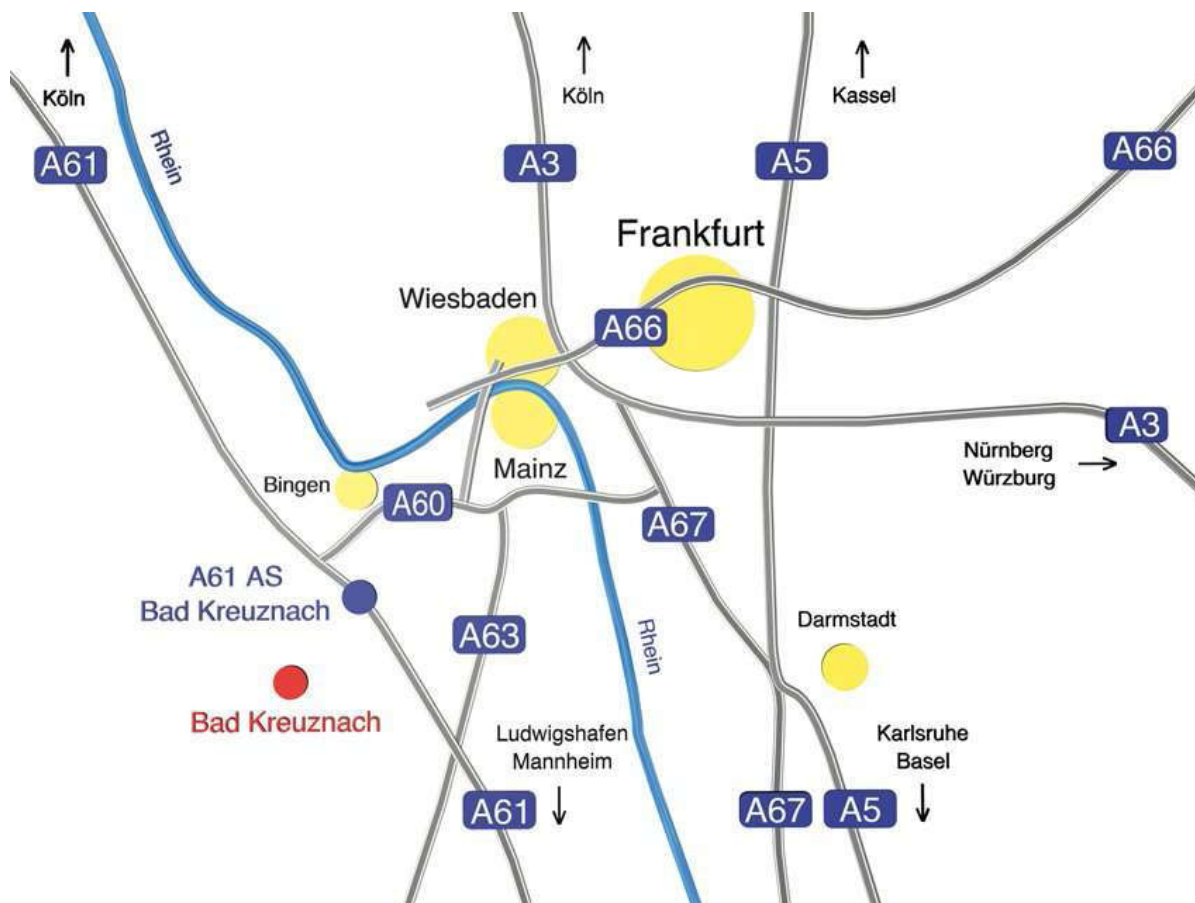 Köln
Köln
Kassel
Rhein
A61
A3
A5
A66
Frankfurt
Wiesbaden
A66
A3
Nürnberg
Würzburg
Mainz
Bingen
A60
A67
A61 AS
Bad Kreuznach
A63
Rhein
Darmstadt
Bad Kreuznach
Ludwigshafen
Mannheim
Karlsruhe
Basel
A61
A67
A5